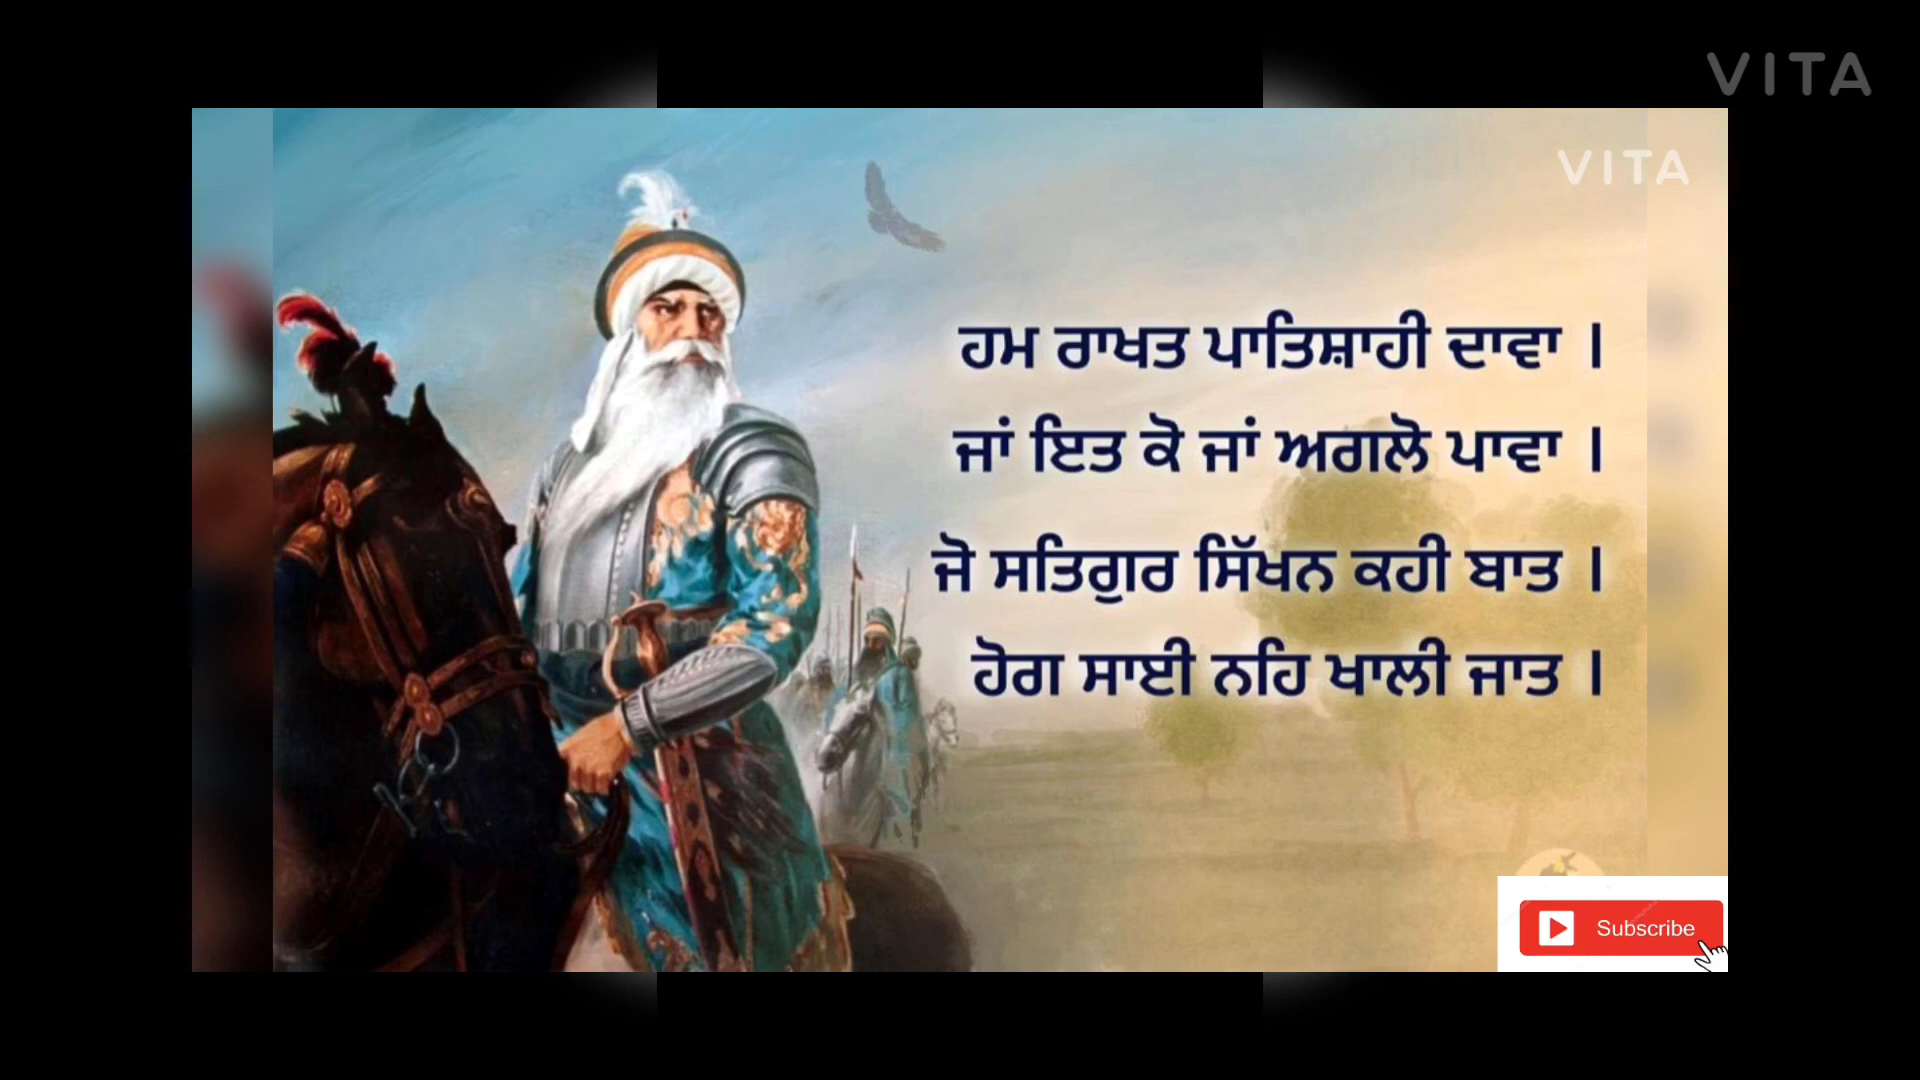 VITA
VITA
ਹਮ ਰਾਖਤ ਪਾਤਿਸ਼ਾਹੀ ਦਾਵਾ ।
ਜਾਂ ਇਤ ਕੋ ਜਾਂ ਅਗਲੋ ਪਾਵਾ ।
ਜੋ ਸਤਿਗੁਰ ਸਿੱਖਨ ਕਹੀ ਬਾਤ ।
ਹੋਗ ਸਾਈ ਨਹਿ ਖਾਲੀ ਜਾਤ ।
Subscribe